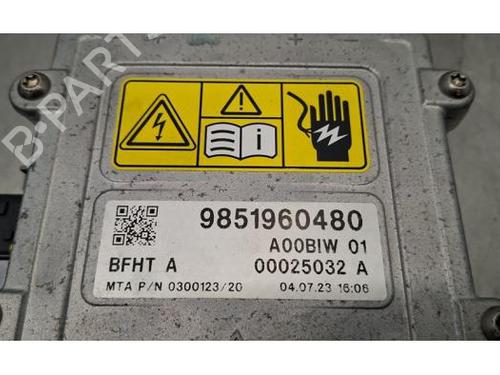 B-PARTS
9851960480
A00BIW 01
BFHT A 00025032 A
MTA P/N 0300123/20 04.07.23 16:06